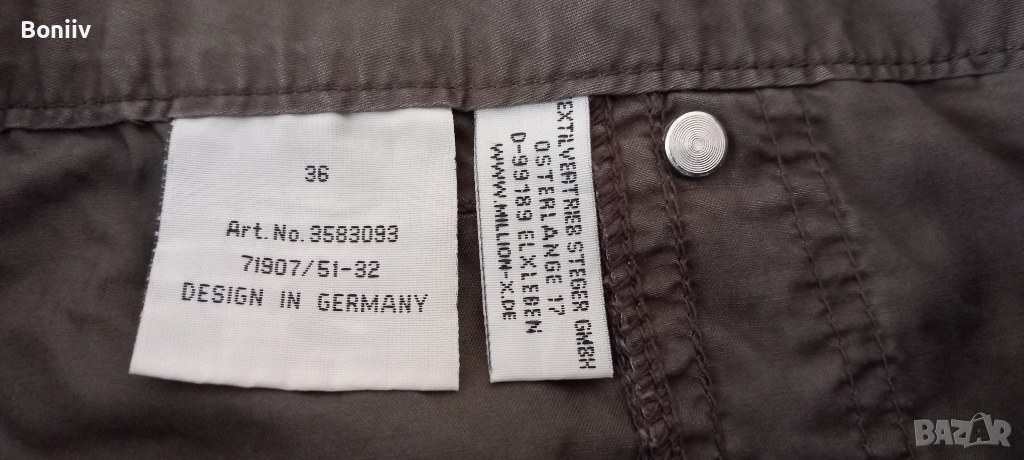 Boniiv
36
Art. No. 3583093
71907/51-32
DESIGN IN GERMANY
EXTILVERTRIEB STEGER GMBH
OSTERLANGE 17
D-99189 ELXLEBEN
WWW.MILLION-X.DE
BAZAR